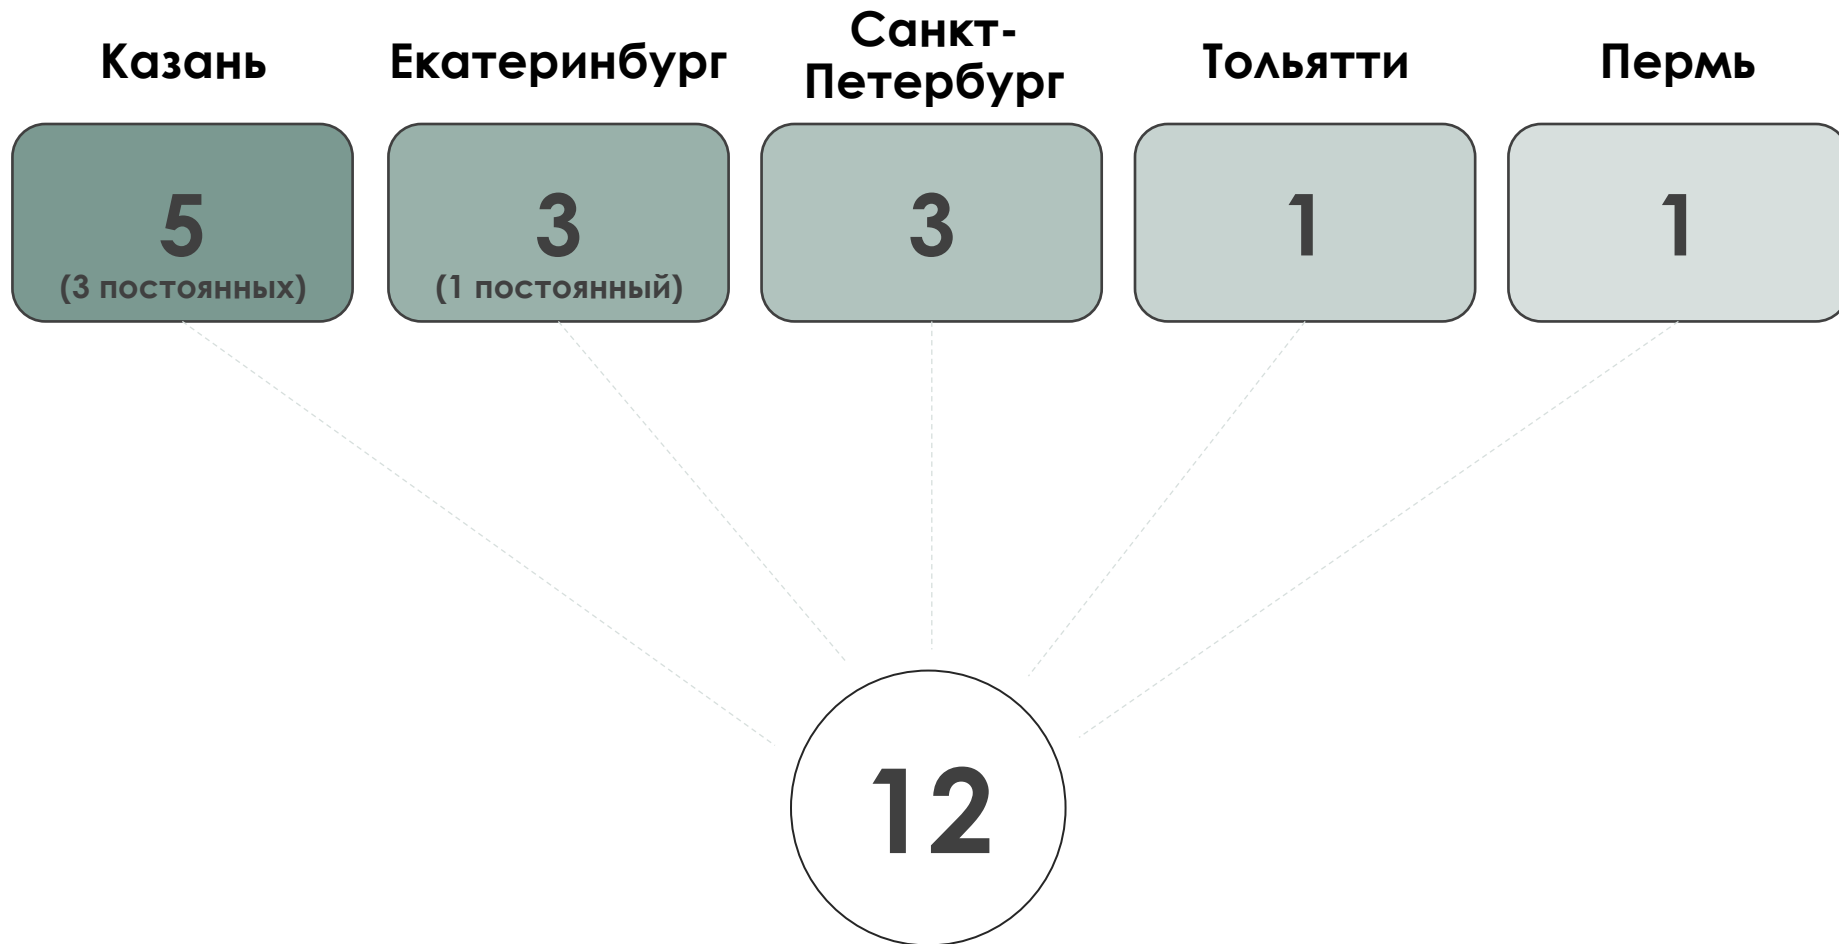 Казань
Екатеринбург
Санкт-
Петербург
Тольятти
Пермь
5
(3 постоянных)
3
(1 постоянный)
3
1
1
12